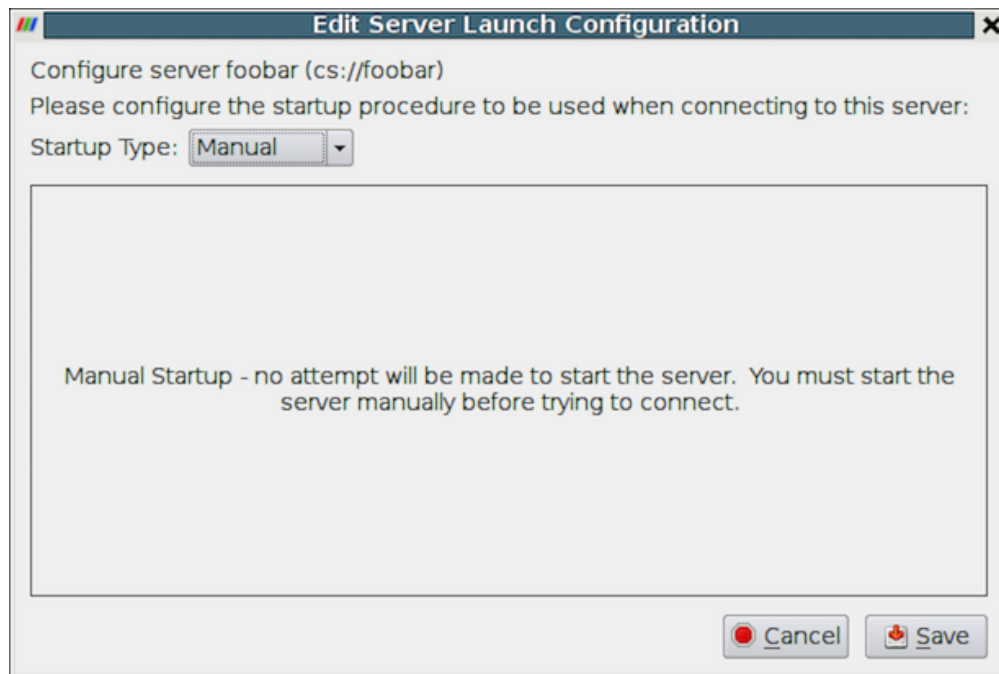 Edit Server Launch Configuration
Configure server foobar (cs://foobar)
Please configure the startup procedure to be used when connecting to this server:
Startup Type: Manual
Manual Startup - no attempt will be made to start the server.  You must start the
server manually before trying to connect.
Cancel Save